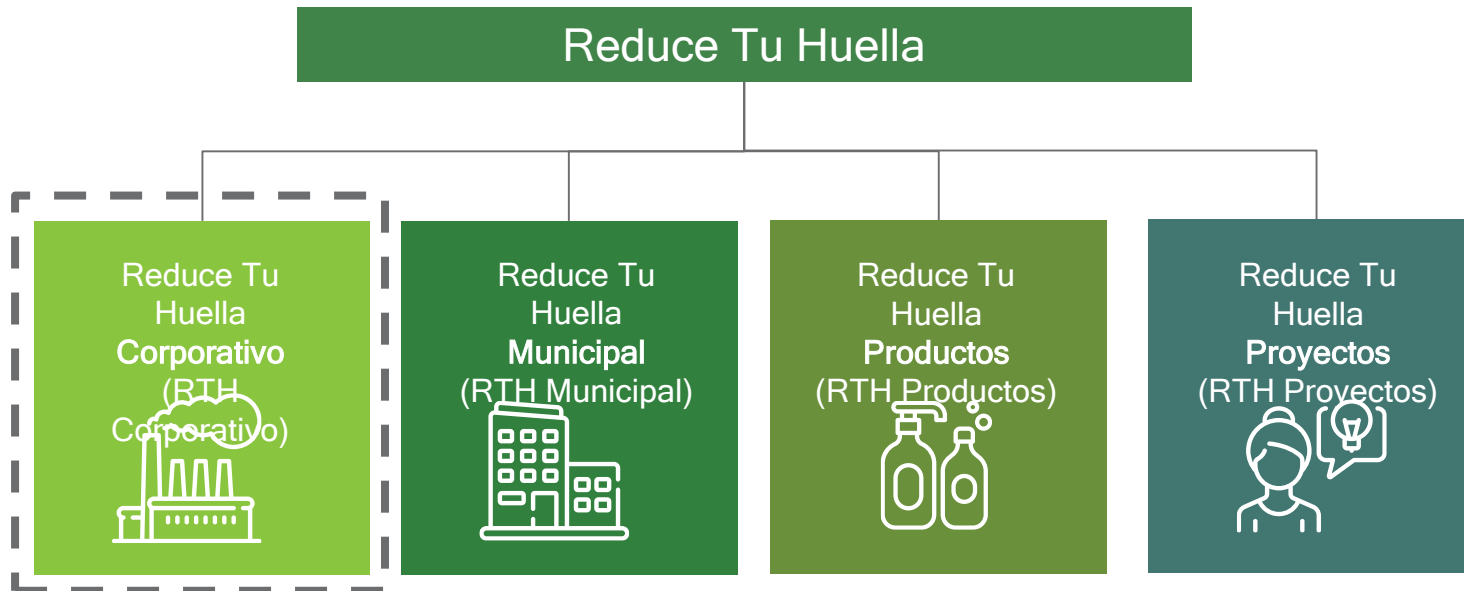 Reduce Tu Huella
Reduce Tu
Huella
Corporativo
(RTH
Corporativo)
Reduce Tu
Huella
Municipal
(RTH Municipal)
Reduce Tu
Huella
Productos
(RTH Productos)
Reduce Tu
Huella
Proyectos
(RTH Proyectos)